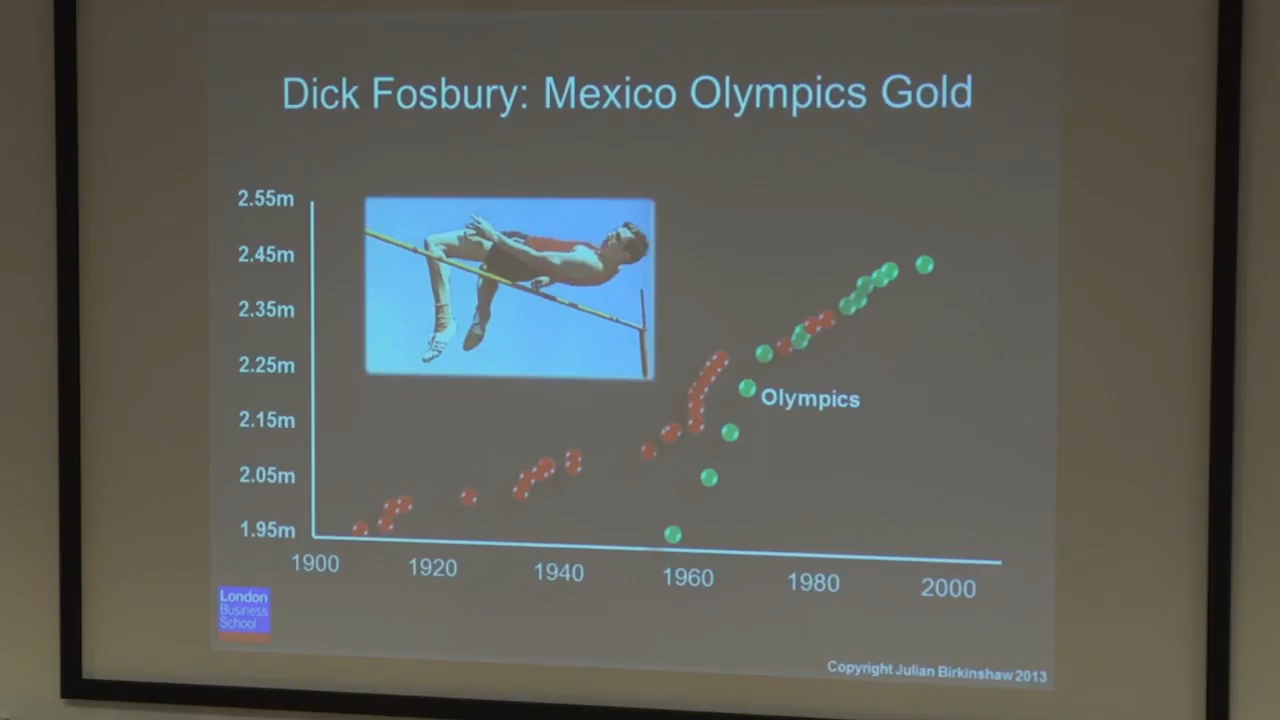 Dick Fosbury: Mexico Olympics Gold
2.55m
2.45m
2.35m
2.25m
2.15m
2.05m
1.95m
Olympics
1900
1920
1940
1960
1980
2000
London
Business
School
Copyright Julian Birkinshaw 2013